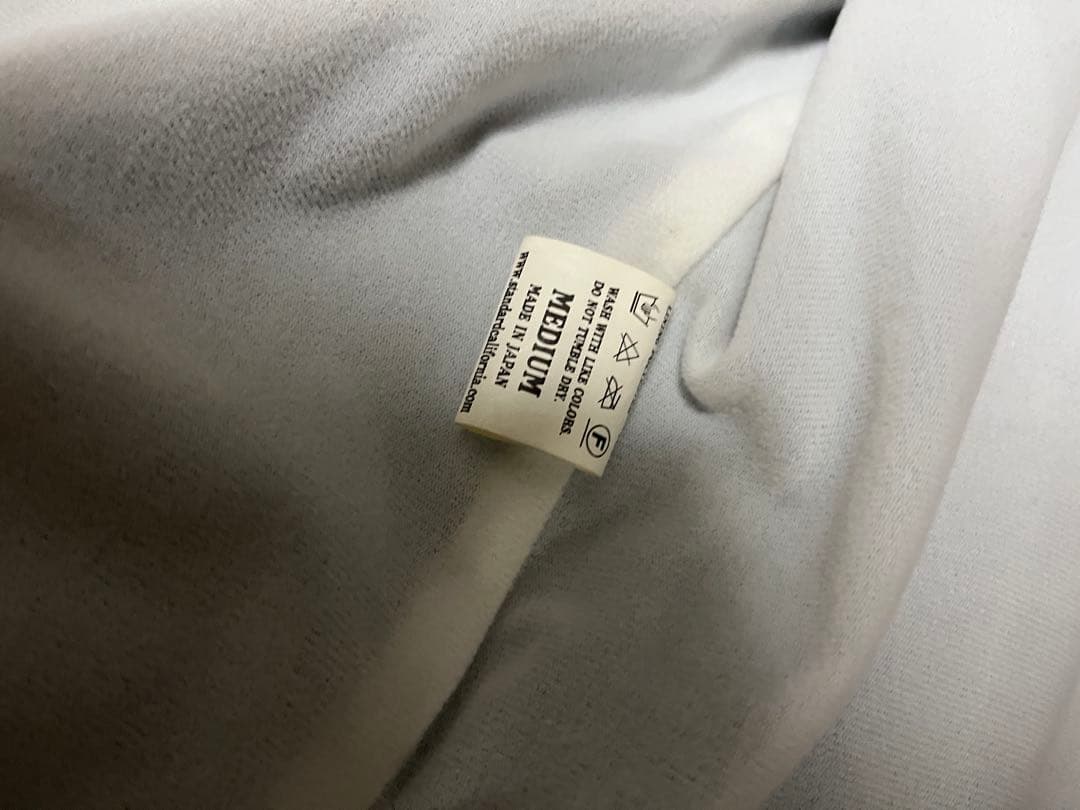 F
WASH WITH LIKE COLORS.
DO NOT TUMBLE DRY.
MEDIUM
MADE IN JAPAN
www.standardcalifornia.com